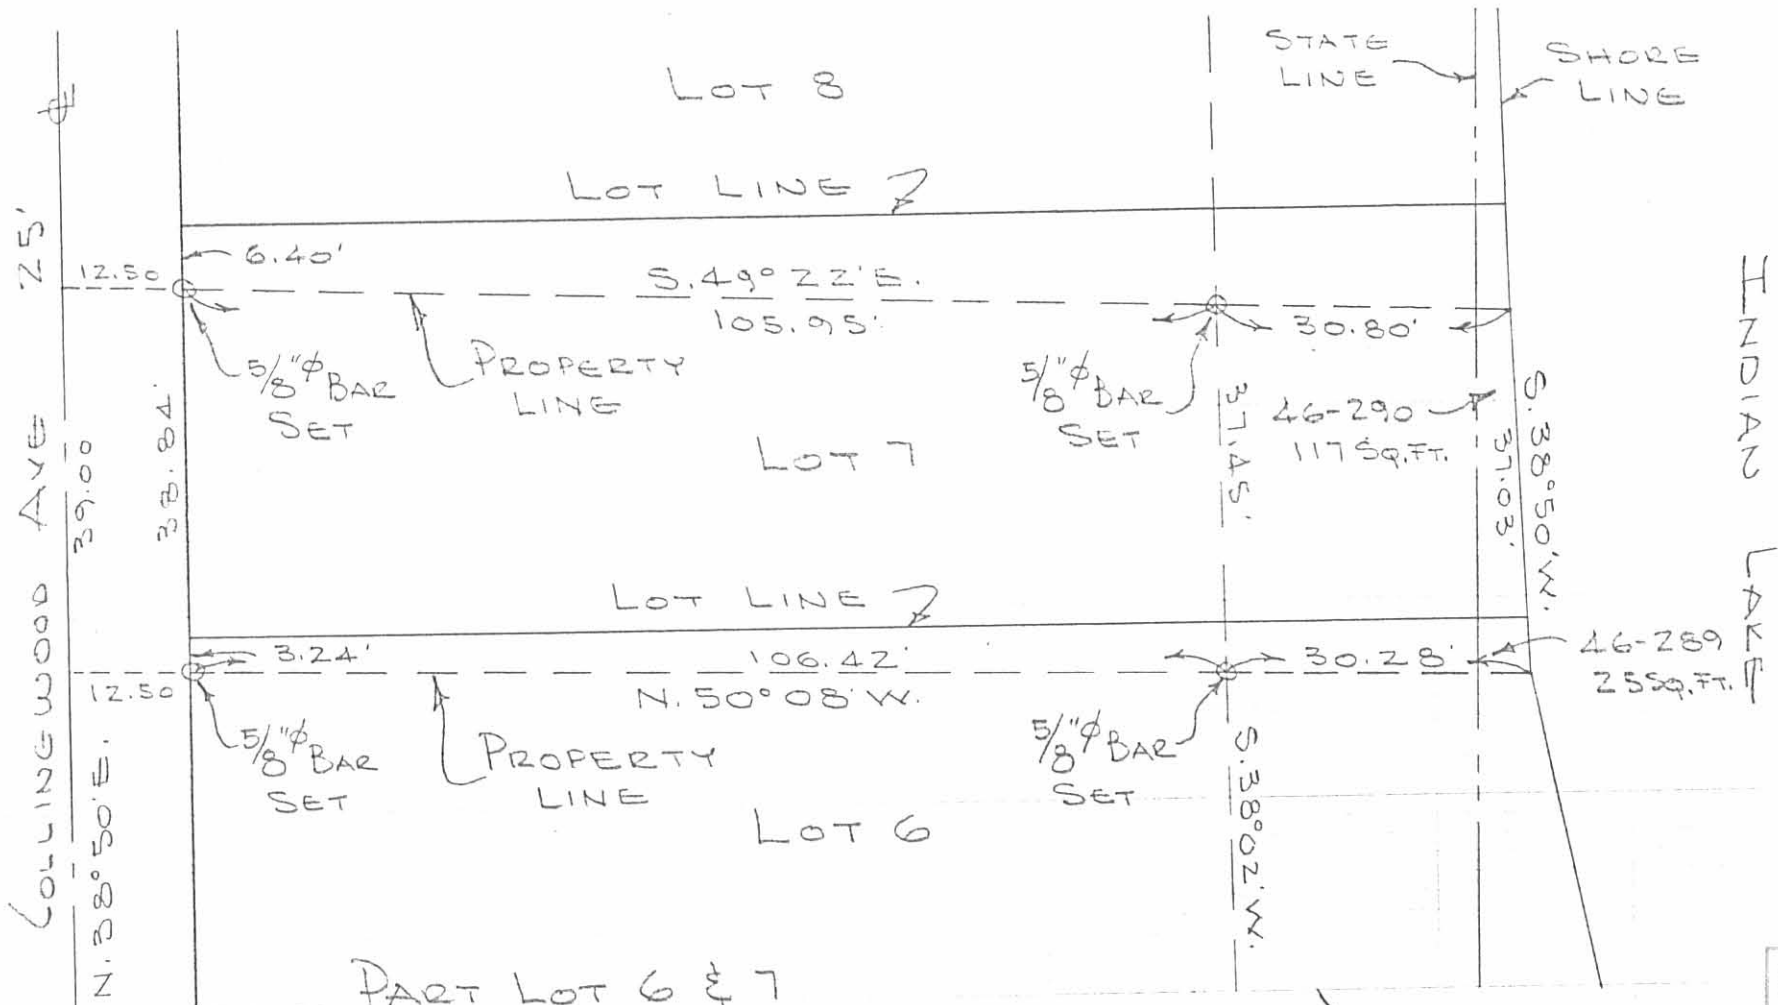 LOT 8
STATE
LINE
SHORE
LINE
LOT LINE
6.40'
12.50
S.49°22'E.
105.95'
30.80'
5/8"ϕ BAR
SET
PROPERTY
LINE
5/8"ϕ BAR
SET
46-290
117 SQ.FT.
LOT 7
37.45'
S.38°50'W.
37.03'
INDIAN LAKE
COLLINGWOOD AVE 25'
39.00
38.84'
LOT LINE
3.24'
106.42'
30.28'
46-289
25 SQ.FT.
12.50
N.50°08'W.
5/8"ϕ BAR
SET
PROPERTY
LINE
5/8"ϕ BAR
SET
LOT 6
S.38°02'W.
N.38°50'E.
PART LOT 6 & 7